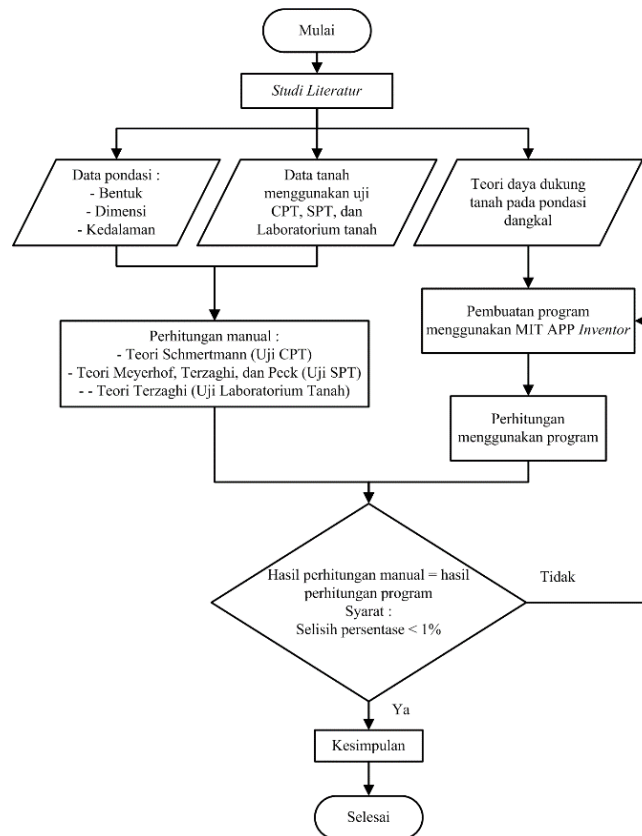 Mulai
Studi Literatur
Data pondasi :
- Bentuk
- Dimensi
- Kedalaman
Data tanah
menggunakan uji
CPT, SPT, dan
Laboratorium tanah
Teori daya dukung
tanah pada pondasi
dangkal
Perhitungan manual :
- Teori Schmertmann (Uji CPT)
- Teori Meyerhof, Terzaghi, dan Peck (Uji SPT)
- - Teori Terzaghi (Uji Laboratorium Tanah)
Pembuatan program
menggunakan MIT APP Inventor
Perhitungan
menggunakan program
Hasil perhitungan manual = hasil
perhitungan program
Syarat :
Selisih persentase < 1%
Tidak
Ya
Kesimpulan
Selesai